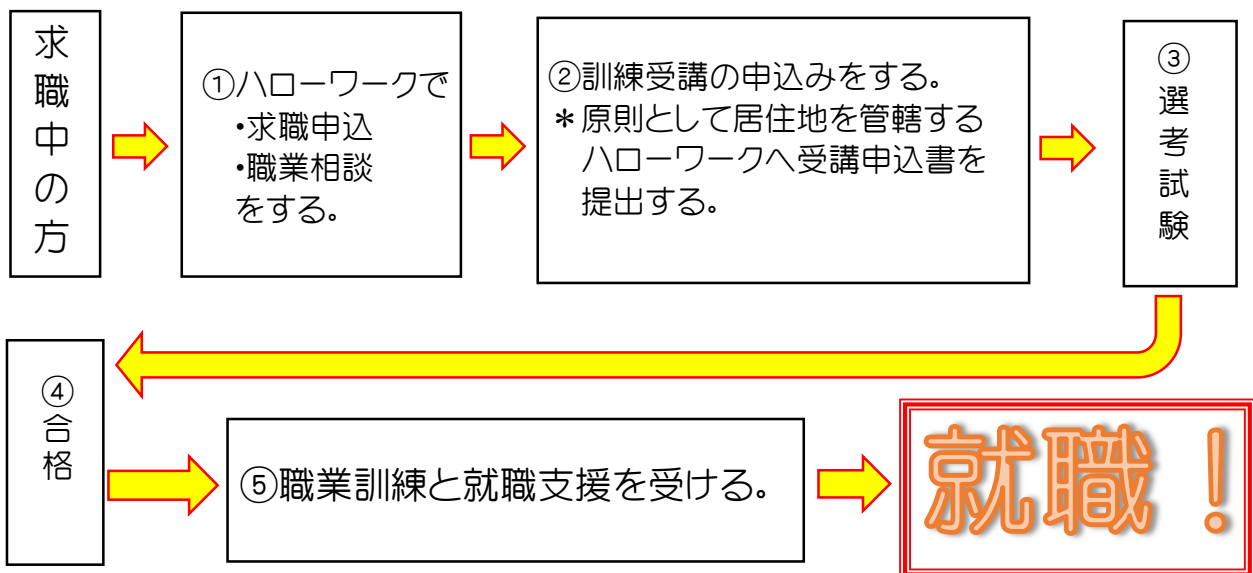 求職中の方
①ハローワークで
・求職申込
・職業相談
をする。
②訓練受講の申込みをする。
＊原則として居住地を管轄する
ハローワークへ受講申込書を
提出する。
③選考試験
④合格
⑤職業訓練と就職支援を受ける。
就職！